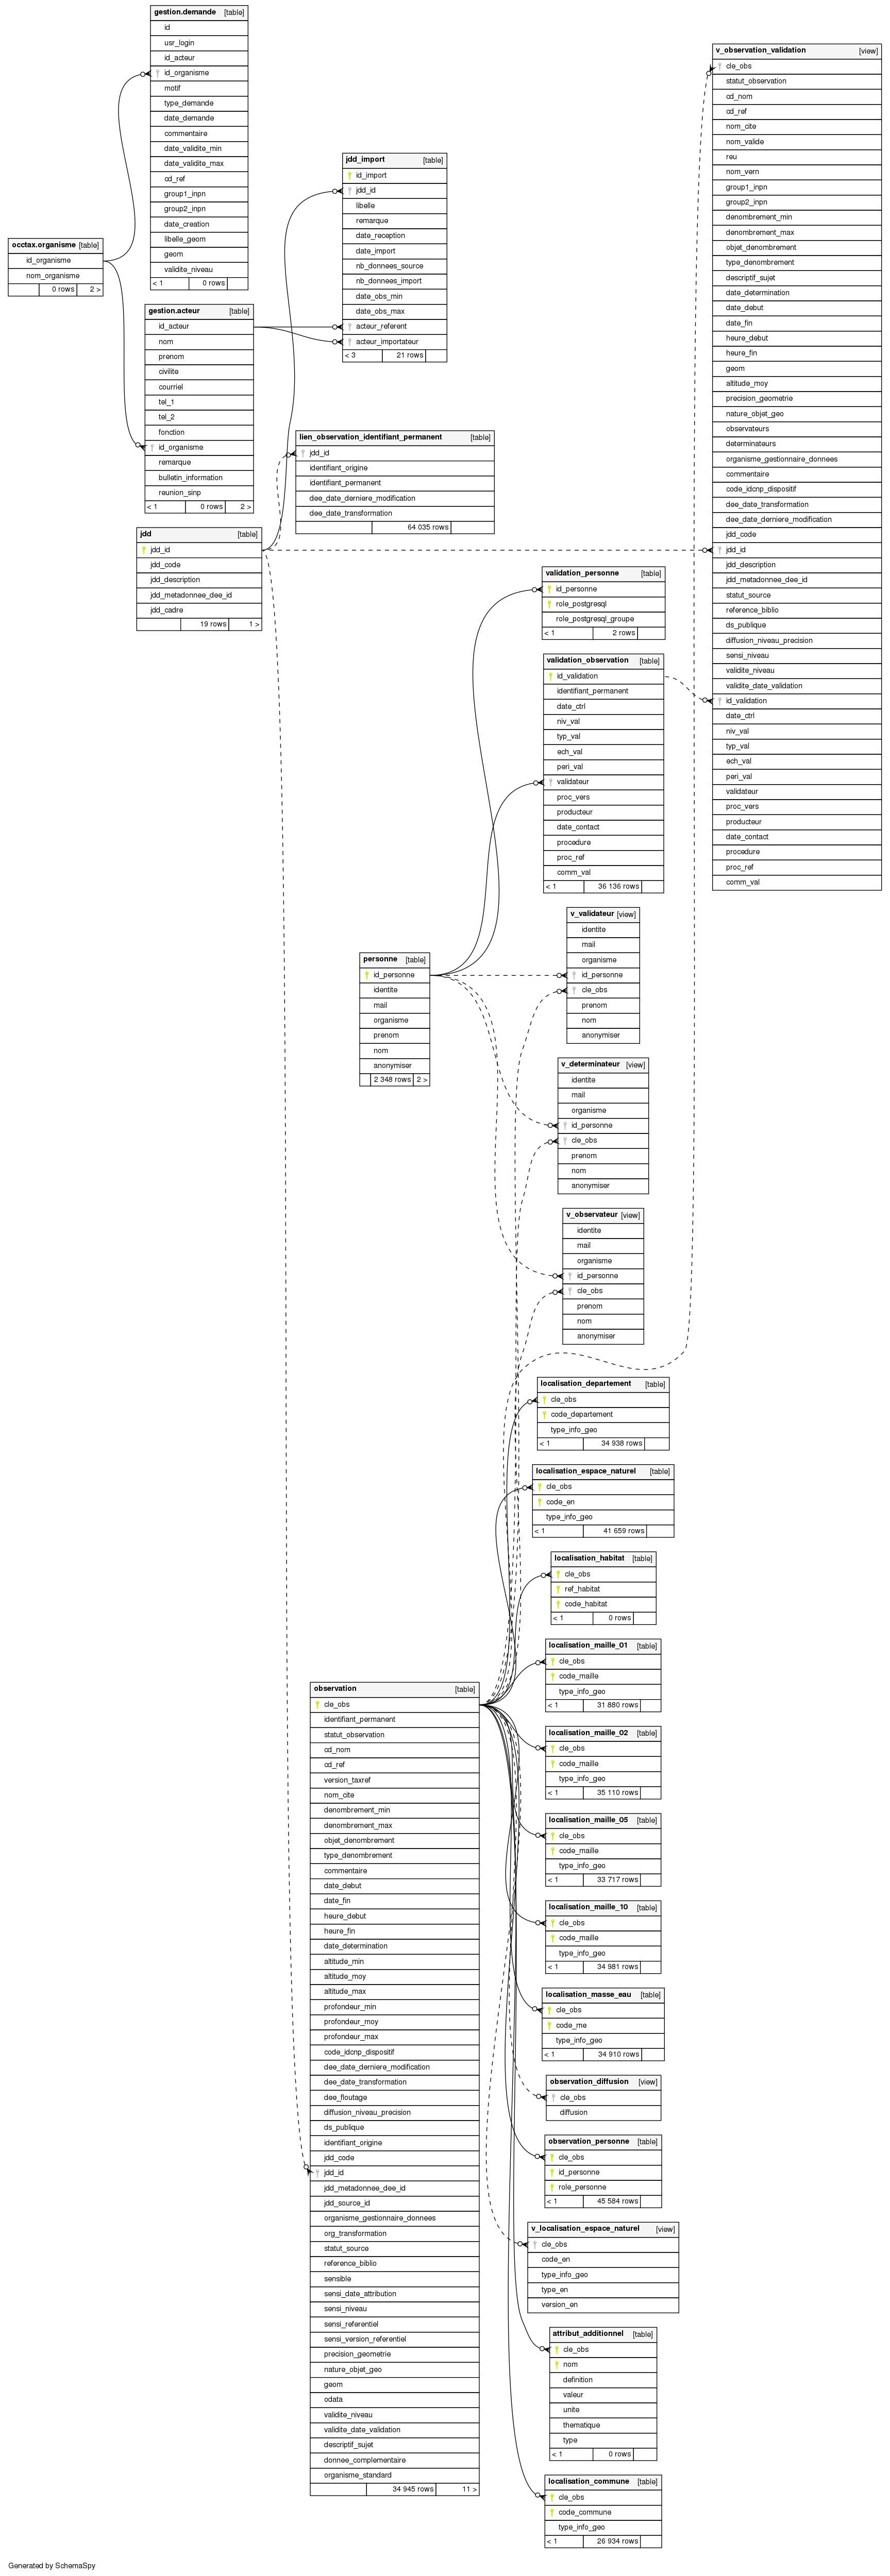 gestion.demande [table]
id
usr_login
id_acteur
id_organisme
motif
type_demande
date_demande
commentaire
date_validite_min
date_validite_max
cd_ref
group1_inpn
group2_inpn
date_creation
libelle_geom
geom
validite_niveau
< 1 0 rows
occtax.organisme [table]
id_organisme
nom_organisme
0 rows 2 >
gestion.acteur [table]
id_acteur
nom
prenom
civilite
courriel
tel_1
tel_2
fonction
id_organisme
remarque
bulletin_information
reunion_sinp
< 1 0 rows 2 >
jdd_import [table]
id_import
jdd_id
libelle
remarque
date_reception
date_import
nb_donnees_source
nb_donnees_import
date_obs_min
date_obs_max
acteur_referent
acteur_importateur
< 3 21 rows
lien_observation_identifiant_permanent [table]
jdd_id
identifiant_origine
identifiant_permanent
dee_date_derniere_modification
dee_date_transformation
64 035 rows
jdd [table]
jdd_id
jdd_code
jdd_description
jdd_metadonnee_dee_id
jdd_cadre
19 rows 1 >
v_observation_validation [view]
cle_obs
statut_observation
cd_nom
cd_ref
nom_cite
nom_valide
reu
nom_vern
group1_inpn
group2_inpn
denombrement_min
denombrement_max
objet_denombrement
type_denombrement
descriptif_sujet
date_determination
date_debut
date_fin
heure_debut
heure_fin
geom
altitude_moy
precision_geometrie
nature_objet_geo
observateurs
determinateurs
organisme_gestionnaire_donnees
commentaire
code_idcnp_dispositif
dee_date_transformation
dee_date_derniere_modification
jdd_code
jdd_id
jdd_description
jdd_metadonnee_dee_id
statut_source
reference_biblio
ds_publique
diffusion_niveau_precision
sensi_niveau
validite_niveau
validite_date_validation
id_validation
date_ctrl
niv_val
typ_val
ech_val
peri_val
validateur
proc_vers
producteur
date_contact
procedure
proc_ref
comm_val
validation_personne [table]
id_personne
role_postgresql
role_postgresql_groupe
< 1 2 rows
validation_observation [table]
id_validation
identifiant_permanent
date_ctrl
niv_val
typ_val
ech_val
peri_val
validateur
proc_vers
producteur
date_contact
procedure
proc_ref
comm_val
< 1 36 136 rows
v_validateur [view]
identite
mail
organisme
id_personne
cle_obs
prenom
nom
anonymiser
personne [table]
id_personne
identite
mail
organisme
prenom
nom
anonymiser
2 348 rows 2 >
v_determinateur [view]
identite
mail
organisme
id_personne
cle_obs
prenom
nom
anonymiser
v_observateur [view]
identite
mail
organisme
id_personne
cle_obs
prenom
nom
anonymiser
localisation_departement [table]
cle_obs
code_departement
type_info_geo
< 1 34 938 rows
localisation_espace_naturel [table]
cle_obs
code_en
type_info_geo
< 1 41 659 rows
localisation_habitat [table]
cle_obs
ref_habitat
code_habitat
< 1 0 rows
localisation_maille_01 [table]
cle_obs
code_maille
type_info_geo
< 1 31 880 rows
localisation_maille_02 [table]
cle_obs
code_maille
type_info_geo
< 1 35 110 rows
localisation_maille_05 [table]
cle_obs
code_maille
type_info_geo
< 1 33 717 rows
localisation_maille_10 [table]
cle_obs
code_maille
type_info_geo
< 1 34 981 rows
localisation_masse_eau [table]
cle_obs
code_me
type_info_geo
< 1 34 910 rows
observation_diffusion [view]
cle_obs
diffusion
observation_personne [table]
cle_obs
id_personne
role_personne
< 1 45 584 rows
v_localisation_espace_naturel [view]
cle_obs
code_en
type_info_geo
type_en
version_en
attribut_additionnel [table]
cle_obs
nom
definition
valeur
unite
thematique
type
< 1 0 rows
localisation_commune [table]
cle_obs
code_commune
type_info_geo
< 1 26 934 rows
observation [table]
cle_obs
identifiant_permanent
statut_observation
cd_nom
cd_ref
version_taxref
nom_cite
denombrement_min
denombrement_max
objet_denombrement
type_denombrement
commentaire
date_debut
date_fin
heure_debut
heure_fin
date_determination
altitude_min
altitude_moy
altitude_max
profondeur_min
profondeur_moy
profondeur_max
code_idcnp_dispositif
dee_date_derniere_modification
dee_date_transformation
dee_floutage
diffusion_niveau_precision
ds_publique
identifiant_origine
jdd_code
jdd_id
jdd_metadonnee_dee_id
jdd_source_id
organisme_gestionnaire_donnees
org_transformation
statut_source
reference_biblio
sensible
sensi_date_attribution
sensi_niveau
sensi_referentiel
sensi_version_referentiel
precision_geometrie
nature_objet_geo
geom
odata
validite_niveau
validite_date_validation
descriptif_sujet
donnee_complementaire
organisme_standard
34 945 rows 11 >
Generated by SchemaSpy